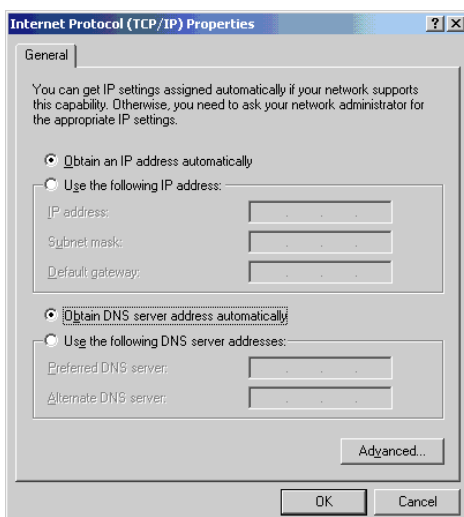 Internet Protocol (TCP/IP) Properties
General
You can get IP settings assigned automatically if your network supports
this capability. Otherwise, you need to ask your network administrator for
the appropriate IP settings.
Obtain an IP address automatically
Use the following IP address:
IP address:
Subnet mask:
Default gateway:
Obtain DNS server address automatically
Use the following DNS server addresses:
Preferred DNS server:
Alternate DNS server:
Advanced...
OK Cancel